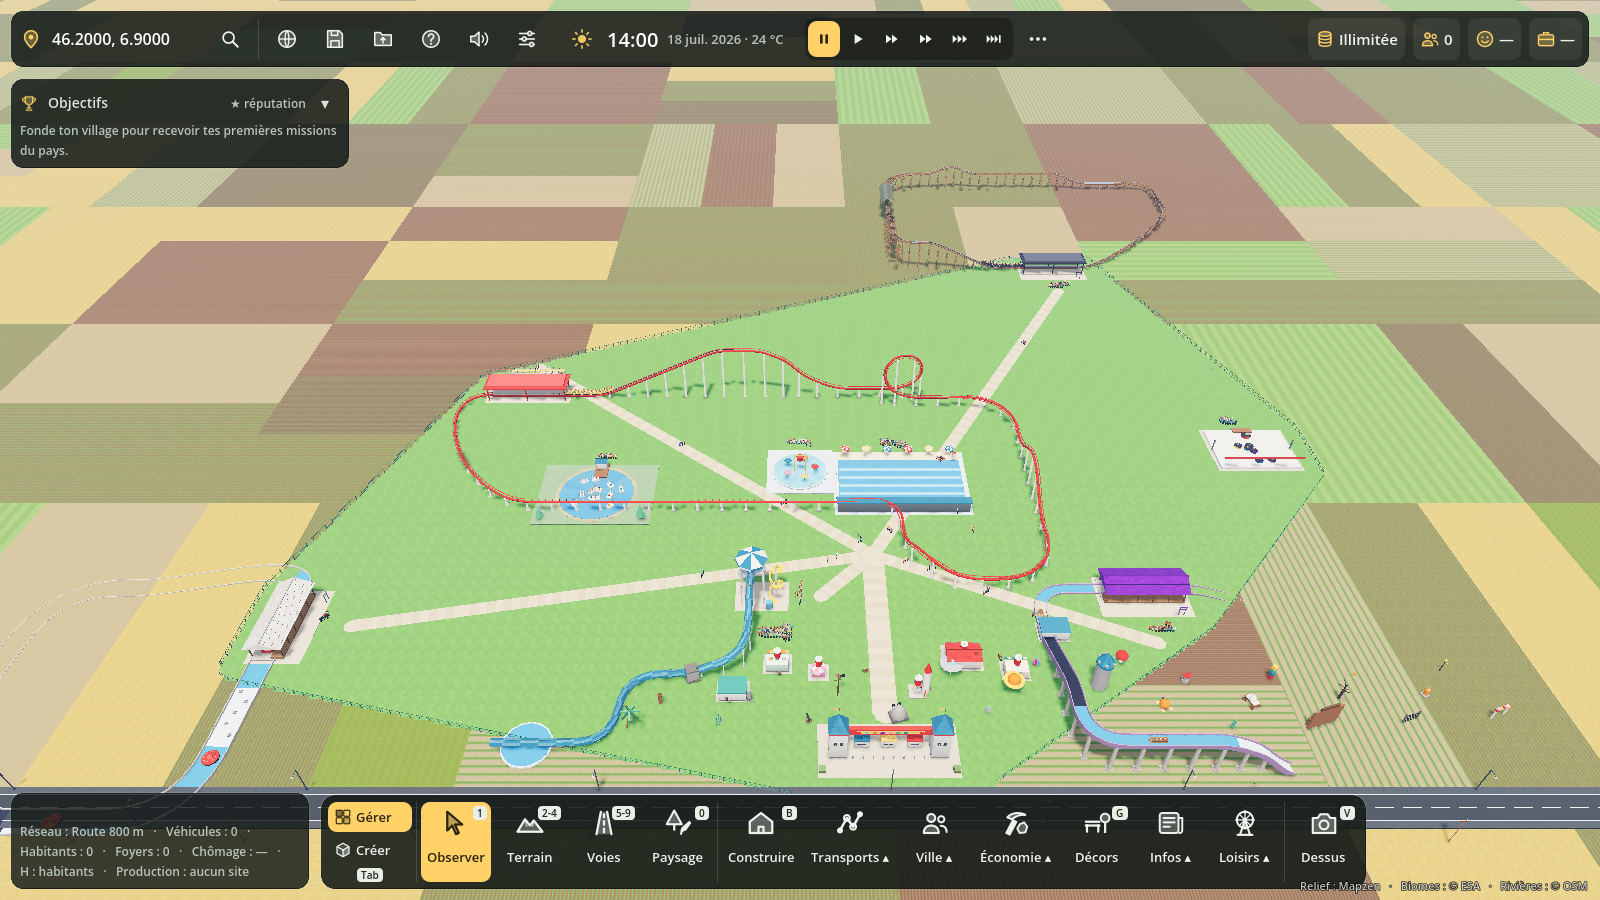 46.2000, 6.9000
14:00 18 juil. 2026 · 24 °C
Illimitée
0
—
—
Objectifs
★ réputation ▼
Fonde ton village pour recevoir tes premières missions
du pays.
Réseau : Route 800 m · Véhicules : 0 ·
Habitants : 0 · Foyers : 0 · Chômage : — ·
H : habitants · Production : aucun site
Gérer
Créer
Tab
1
Observer
2-4
Terrain
5-9
Voies
0
Paysage
B
Construire
Transports ▴
Ville ▴
Économie ▴
G
Décors
Infos ▴
Loisirs ▴
V
Dessus
Relief : Mapzen · Biomes : © ESA · Rivières : © OSM